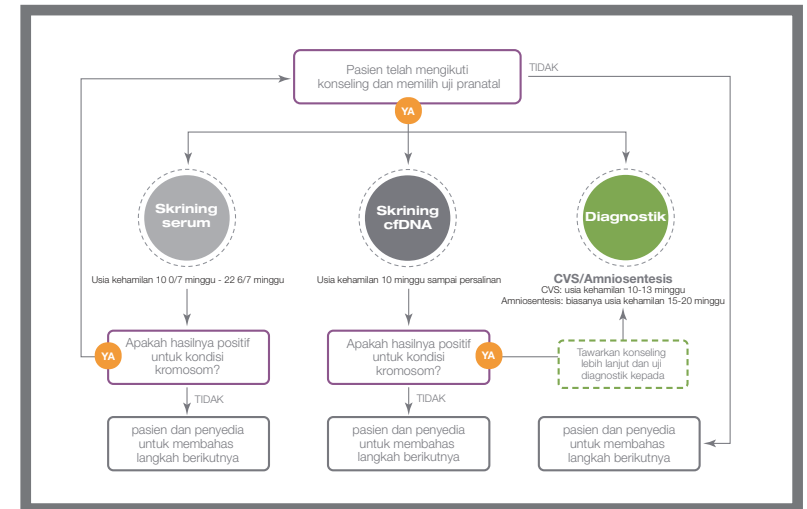 Pasien telah mengikuti
konseling dan memilih uji pranatal
TIDAK
YA
Skrining
serum
Skrining
cfDNA
Diagnostik
Usia kehamilan 10 0/7 minggu - 22 6/7 minggu
Usia kehamilan 10 minggu sampai persalinan
CVS/Amniosentesis
CVS: usia kehamilan 10-13 minggu
Amniosentesis: biasanya usia kehamilan 15-20 minggu
YA
Apakah hasilnya positif
untuk kondisi
kromosom?
Apakah hasilnya positif
untuk kondisi
kromosom?
YA
Tawarkan konseling
lebih lanjut dan uji
diagnostik kepada
TIDAK
TIDAK
pasien dan penyedia
untuk membahas
langkah berikutnya
pasien dan penyedia
untuk membahas
langkah berikutnya
pasien dan penyedia
untuk membahas
langkah berikutnya